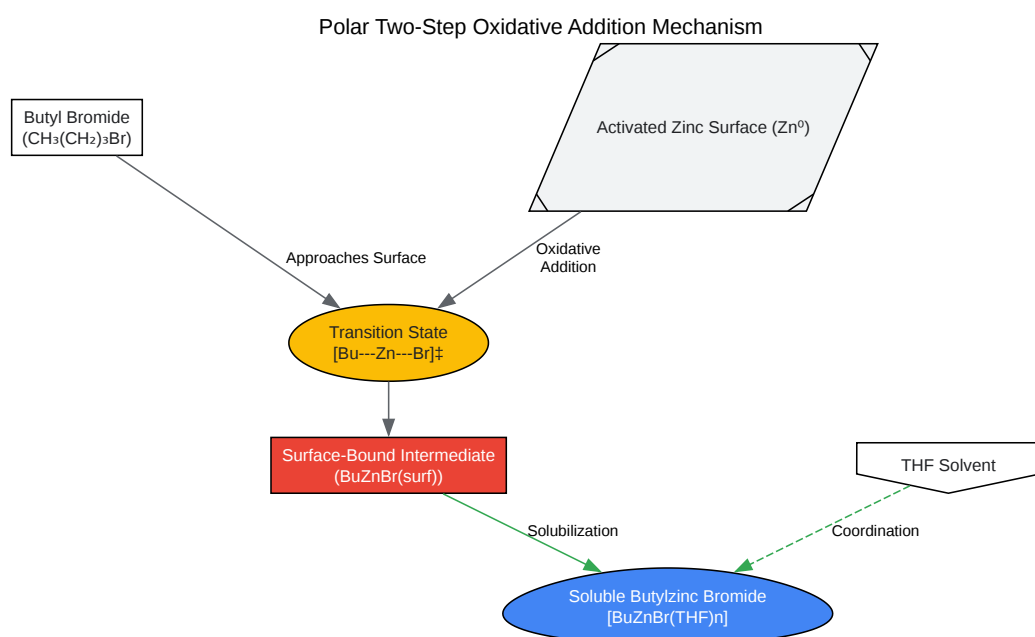 Polar Two-Step Oxidative Addition Mechanism
Butyl Bromide
(CH₃(CH₂)₃Br)
Activated Zinc Surface (Zn⁰)
Approaches Surface
Oxidative
Addition
Transition State
[Bu---Zn---Br]‡
Surface-Bound Intermediate
(BuZnBr(surf))
THF Solvent
Solubilization
Coordination
Soluble Butylzinc Bromide
[BuZnBr(THF)n]